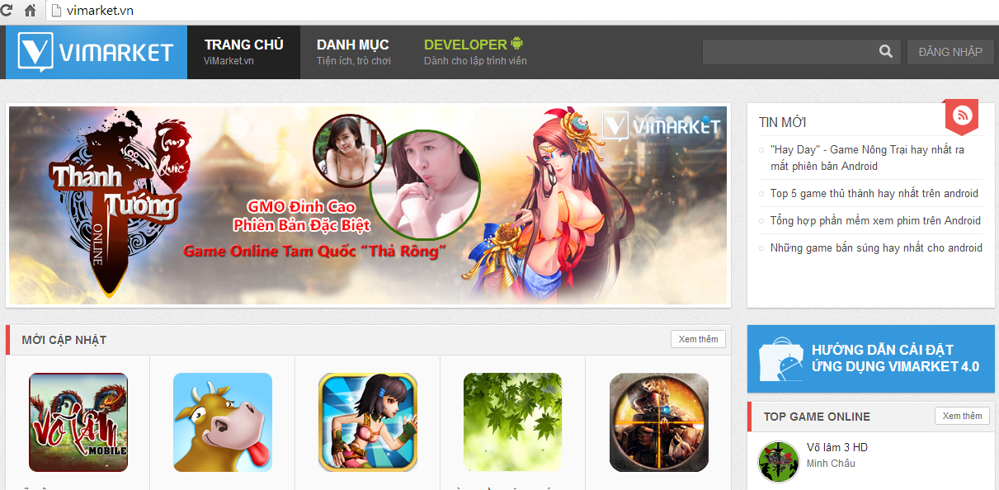 vimarket.vn
VIMARKET
TRANG CHỦ
ViMarket.vn
DANH MỤC
Tiện ích, trò chơi
DEVELOPER
Dành cho lập trình viên
ĐĂNG NHẬP
Tam Quốc
Thánh
Tướng
ONLINE
GMO Đỉnh Cao
Phiên Bản Đặc Biệt
Game Online Tam Quốc “Thả Rông”
VIMARKET
TIN MỚI
"Hay Day" - Game Nông Trại hay nhất ra
mắt phiên bản Android
Top 5 game thủ thành hay nhất trên android
Tổng hợp phần mềm xem phim trên Android
Những game bắn súng hay nhất cho android
MỚI CẬP NHẬT
Xem thêm
VÕ LÂM
MOBILE
HƯỚNG DẪN CÀI ĐẶT
ỨNG DỤNG VIMARKET 4.0
TOP GAME ONLINE
Xem thêm
Võ lâm 3 HD
Minh Châu